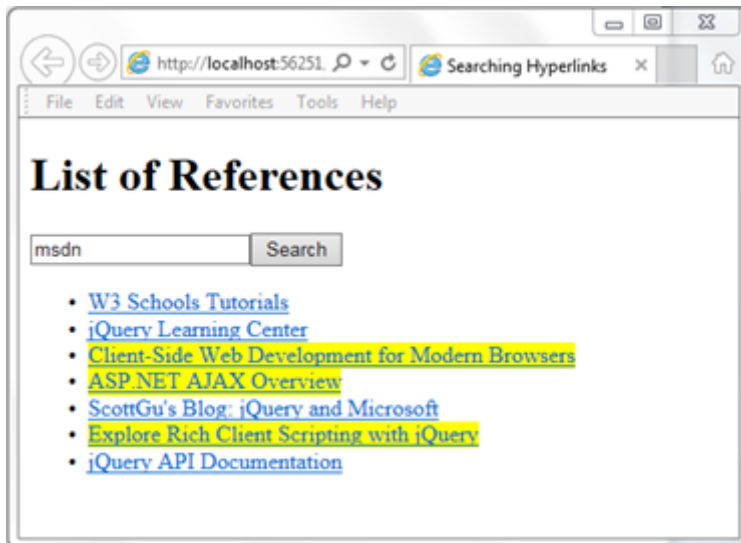 http://localhost:56251, Searching Hyperlinks
File Edit View Favorites Tools Help
List of References
msdn Search
• W3 Schools Tutorials
• jQuery Learning Center
• Client-Side Web Development for Modern Browsers
• ASP.NET AJAX Overview
• ScottGu's Blog: jQuery and Microsoft
• Explore Rich Client Scripting with jQuery
• jQuery API Documentation